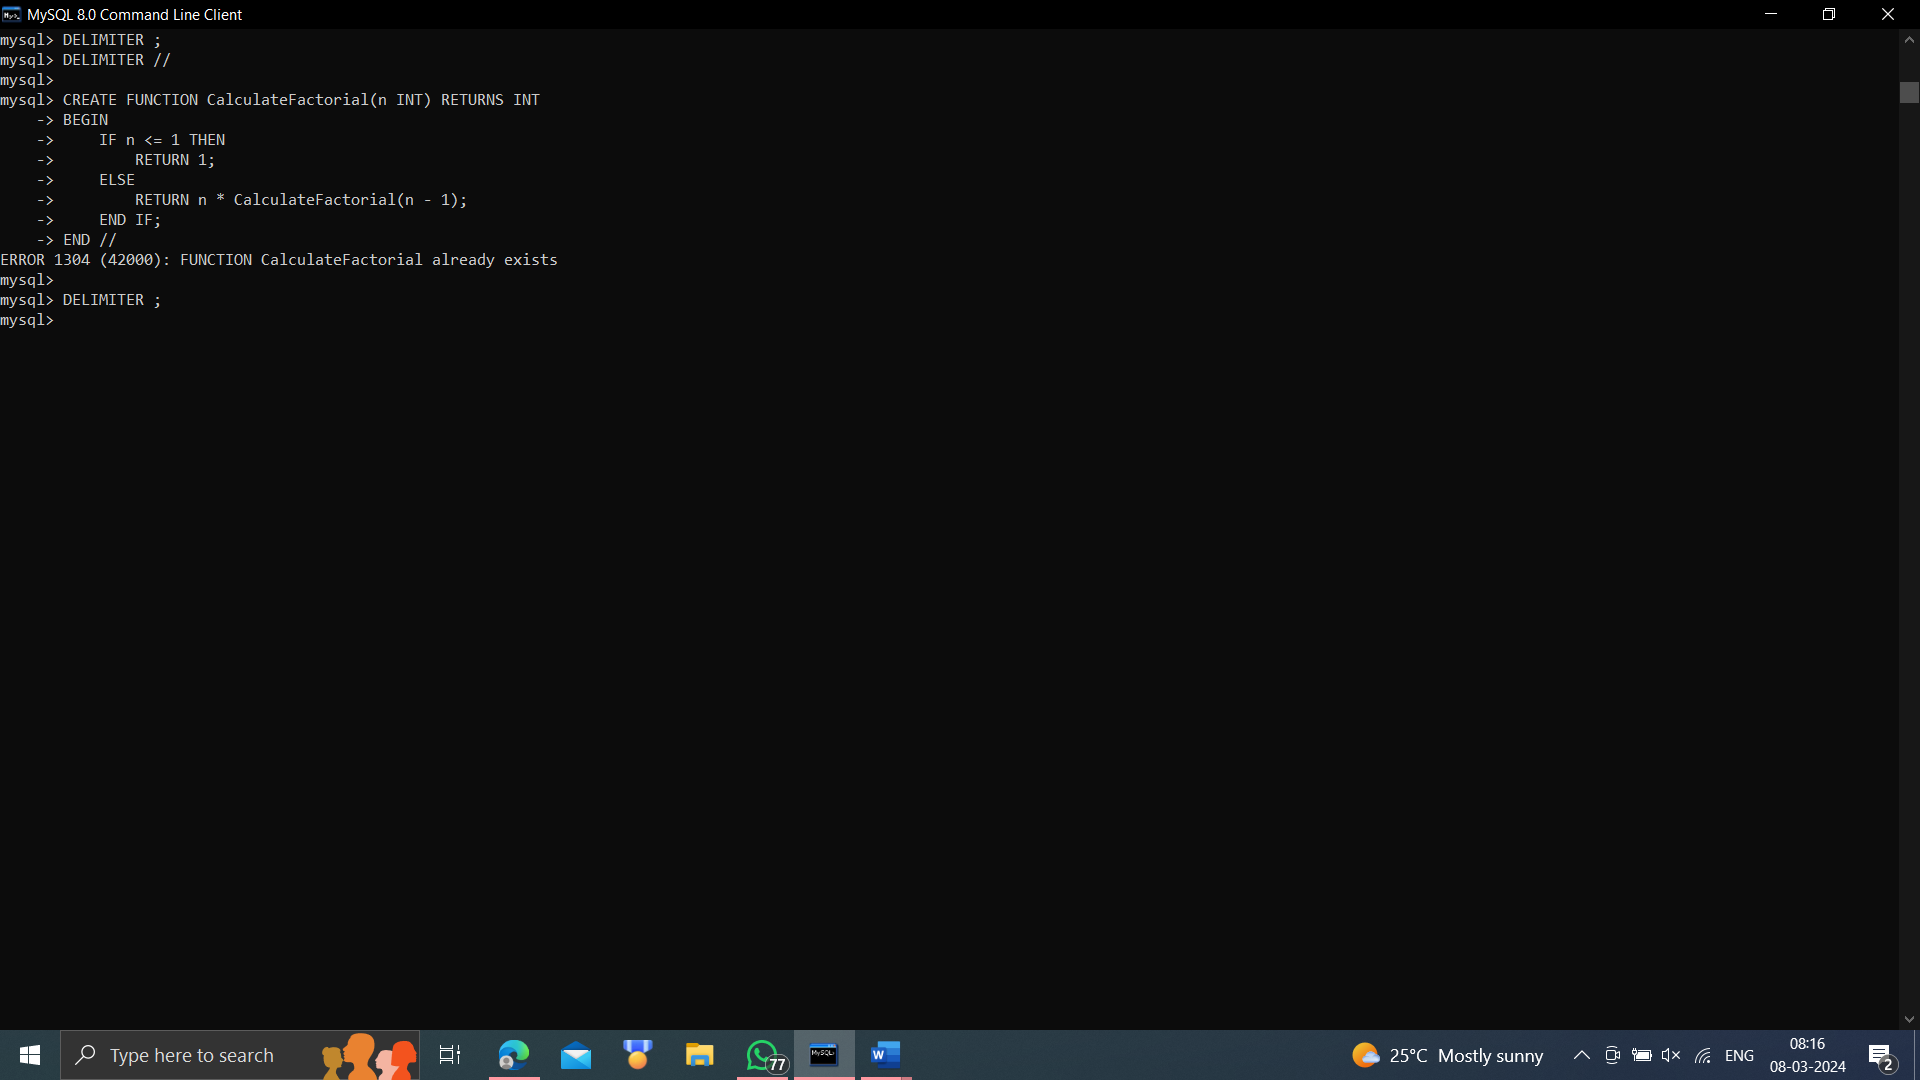 MySQL 8.0 Command Line Client
mysql> DELIMITER ;
mysql> DELIMITER //
mysql>
mysql> CREATE FUNCTION CalculateFactorial(n INT) RETURNS INT
    -> BEGIN
    ->     IF n <= 1 THEN
    ->         RETURN 1;
    ->     ELSE
    ->         RETURN n * CalculateFactorial(n - 1);
    ->     END IF;
    -> END //
ERROR 1304 (42000): FUNCTION CalculateFactorial already exists
mysql>
mysql> DELIMITER ;
mysql>
Type here to search
77
MySQL
W
25°C Mostly sunny
ENG
08:16
08-03-2024
2